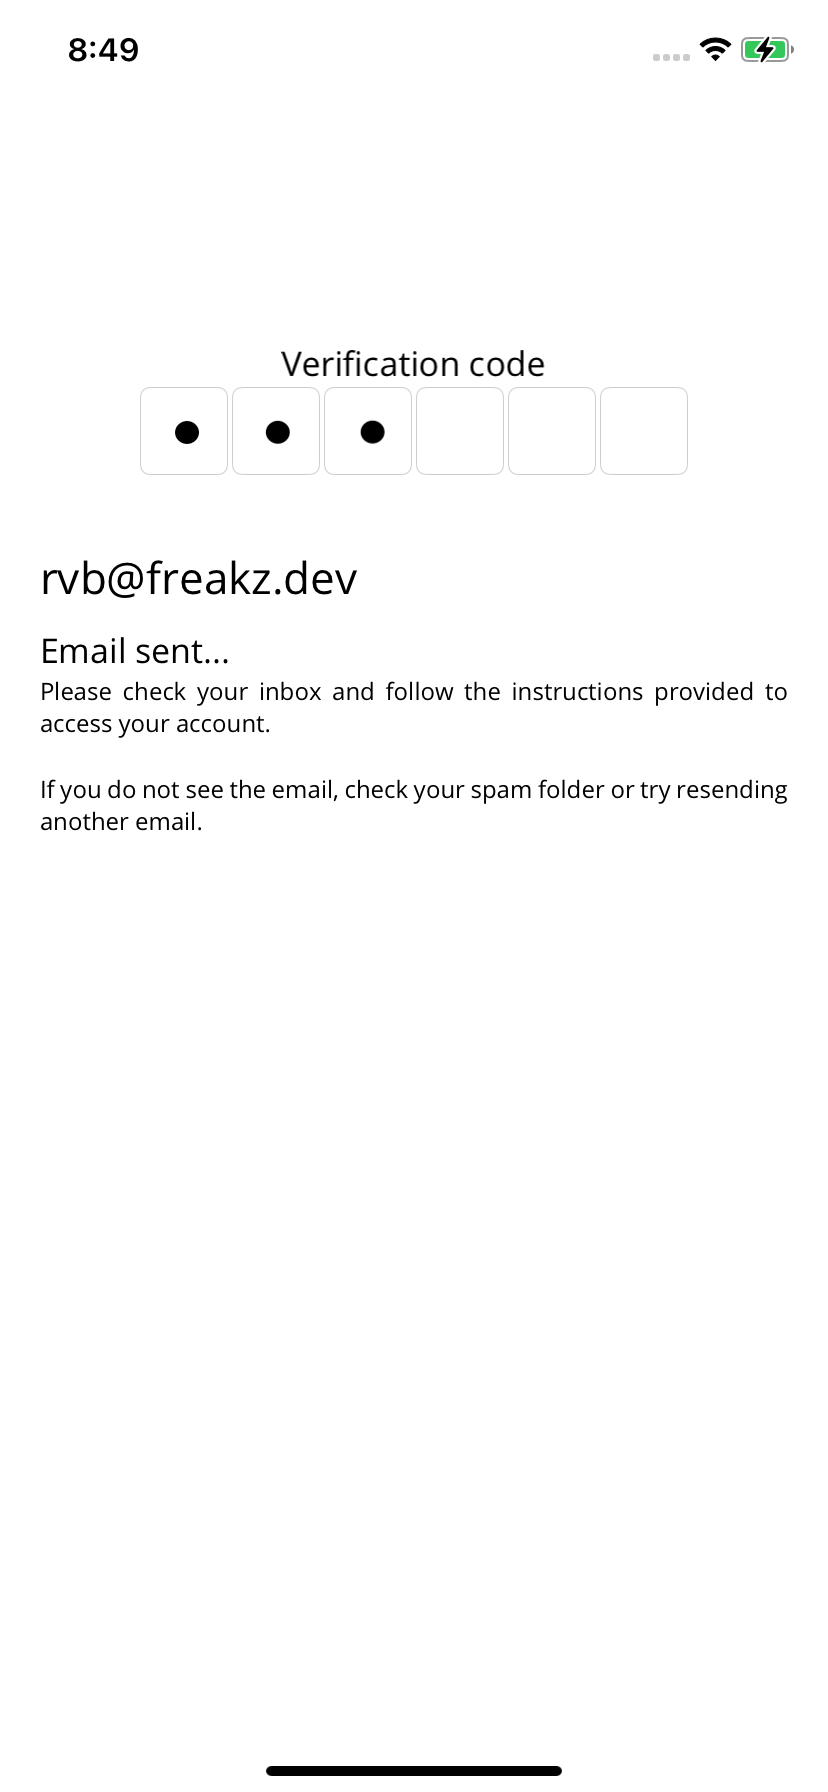 8:49
Verification code
rvb@freakz.dev
Email sent...
Please check your inbox and follow the instructions provided to
access your account.
If you do not see the email, check your spam folder or try resending
another email.